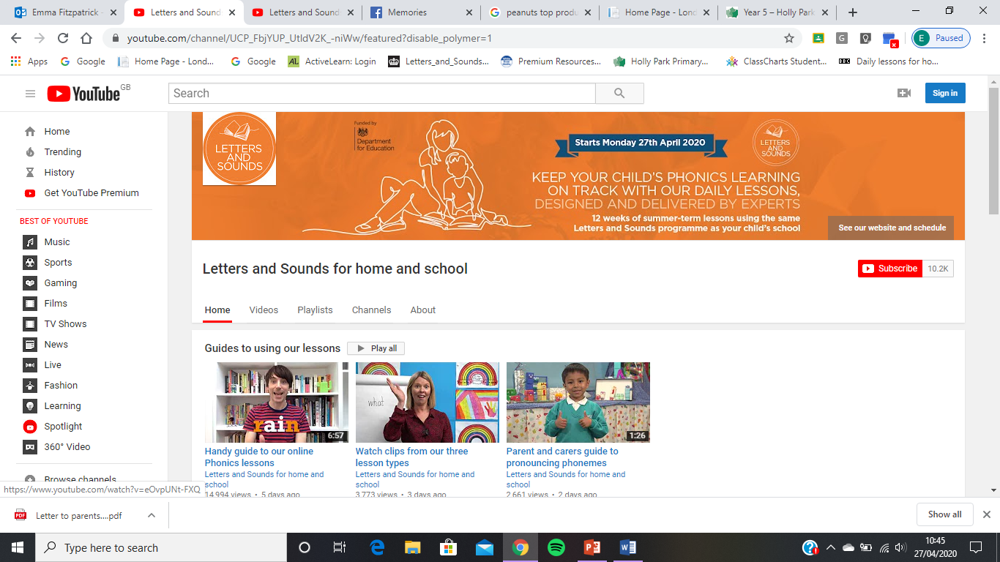 Emma Fitzpatrick -
Letters and Sound
Letters and Sound
Memories
peanuts top produ
Home Page - Lond
Year 5 – Holly Park
youtube.com/channel/UCP_FbjYUP_UtldV2K_-niWw/featured?disable_polymer=1
E Paused
Apps
Google
Home Page - Lond...
Google
ActiveLearn: Login
Letters_and_Sounds...
Premium Resources...
Holly Park Primary...
ClassCharts Student...
Daily lessons for ho...
YouTube GB
Search
Sign in
Home
Trending
History
Get YouTube Premium
BEST OF YOUTUBE
Music
Sports
Gaming
Films
TV Shows
News
Live
Fashion
Learning
Spotlight
360° Video
Browse channels
LETTERS
AND
SOUNDS
Funded by
Department
for Education
Starts Monday 27th April 2020
LETTERS
AND
SOUNDS
KEEP YOUR CHILD'S PHONICS LEARNING
ON TRACK WITH OUR DAILY LESSONS,
DESIGNED AND DELIVERED BY EXPERTS
12 weeks of summer-term lessons using the same
Letters and Sounds programme as your child's school
See our website and schedule
Letters and Sounds for home and school
Subscribe 10.2K
Home
Videos
Playlists
Channels
About
Guides to using our lessons
Play all
rain
6:57
what
1:26
Handy guide to our online
Phonics lessons
Letters and Sounds for home and
school
14,994 views • 5 days ago
Watch clips from our three
lesson types
Letters and Sounds for home and
school
3,773 views • 3 days ago
Parent and carers guide to
pronouncing phonemes
Letters and Sounds for home and
school
2,661 views • 2 days ago
https://www.youtube.com/watch?v=eOvpUNt-FXQ
PDF
Letter to parents....pdf
Show all
Type here to search
10:45
27/04/2020